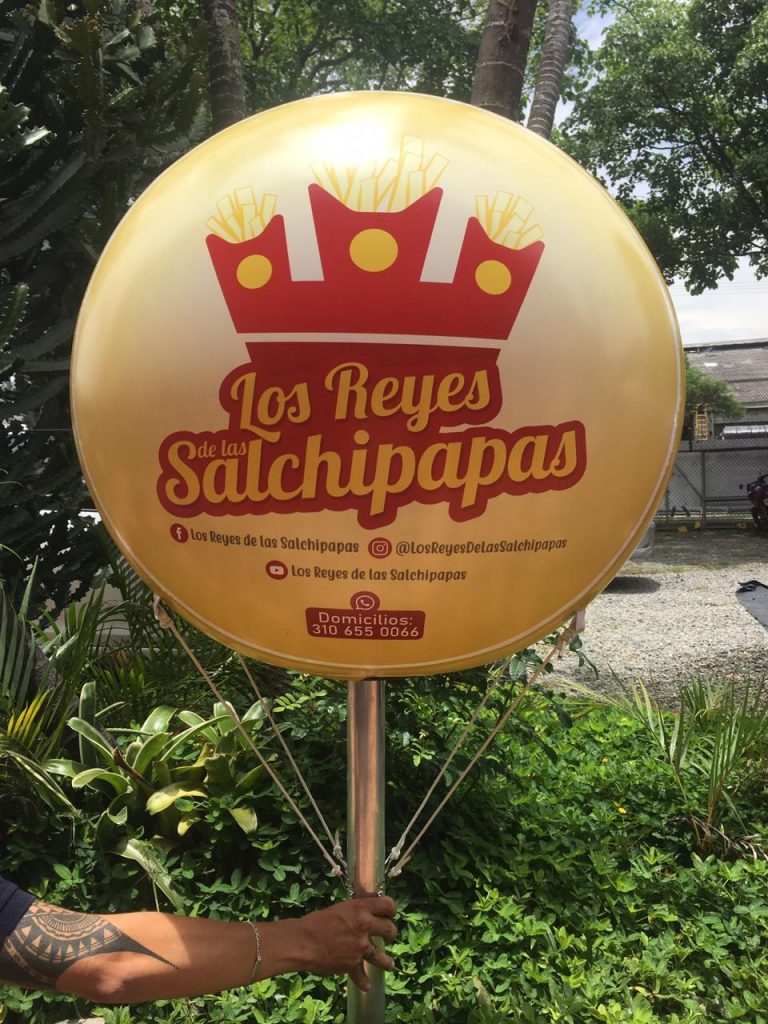 Los Reyes
de las
Salchipapas
Los Reyes de las Salchipapas @LosReyesDeLasSalchipapas
Los Reyes de las Salchipapas
Domicilios:
310 655 0066